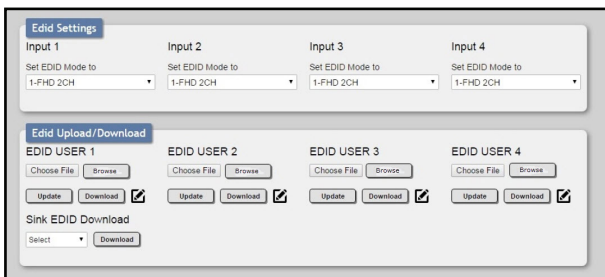 Edid Settings
Input 1 Input 2 Input 3 Input 4
Set EDID Mode to Set EDID Mode to Set EDID Mode to Set EDID Mode to
1-FHD 2CH 1-FHD 2CH 1-FHD 2CH 1-FHD 2CH
Edid Upload/Download
EDID USER 1 EDID USER 2 EDID USER 3 EDID USER 4
Choose File Browse Choose File Browse Choose File Browse Choose File Browse
Update Download Update Download Update Download Update Download
Sink EDID Download
Select Download